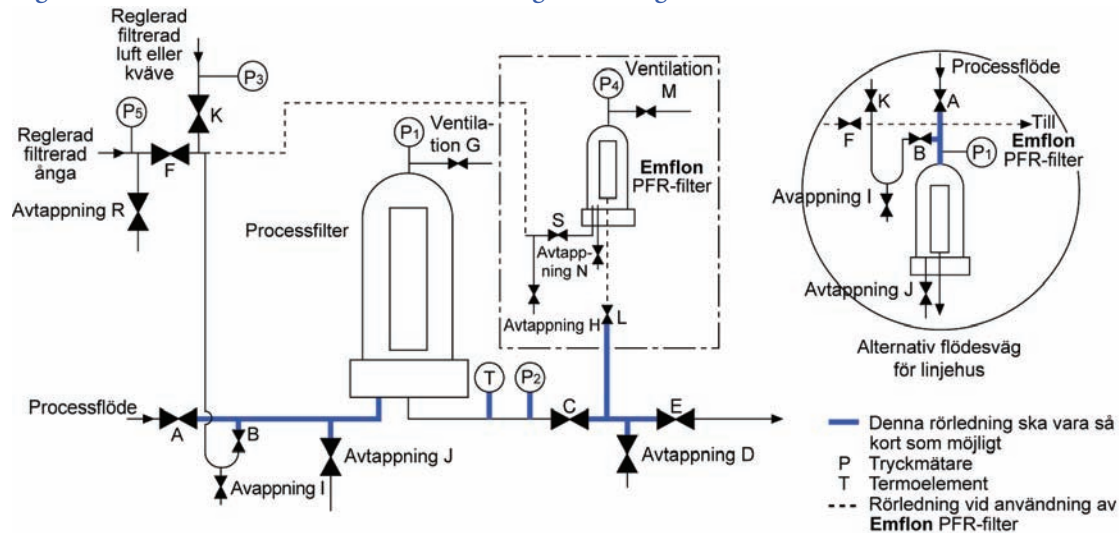 Reglerad
filtrerad
luft eller
kväve
P3
K
P5
Reglerad
filtrerad
ånga
F
Avtappning R
P1
Ventila-
tion G
Processfilter
P4
Ventilation
M
Emflon
PFR-filter
S
Avtapp-
ning N
Avtappning H
L
Processflöde
A
B
Avappning I
Avtappning J
T
P2
C
E
Avtappning D
Processflöde
K
A
Till
Emflon
PFR-filter
F
B
P1
Avappning I
Avtappning J
Alternativ flödesväg
för linjehus
Denna rörledning ska vara så
kort som möjligt
P Tryckmätare
T Termoelement
Rörledning vid användning av
Emflon PFR-filter